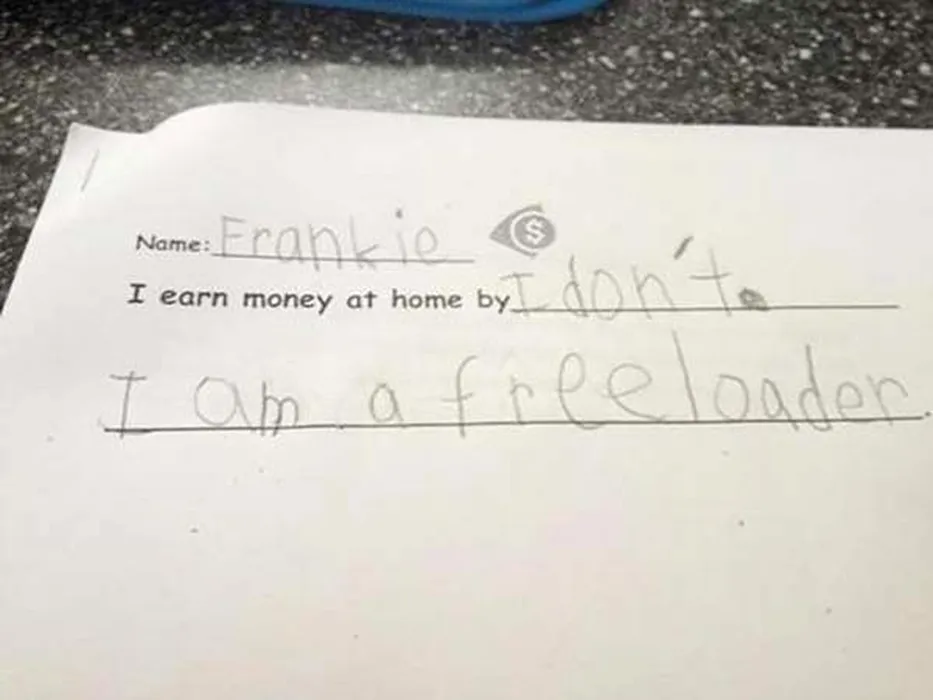 Name: Frankie $
I earn money at home by I don't.
I am a freeloader.